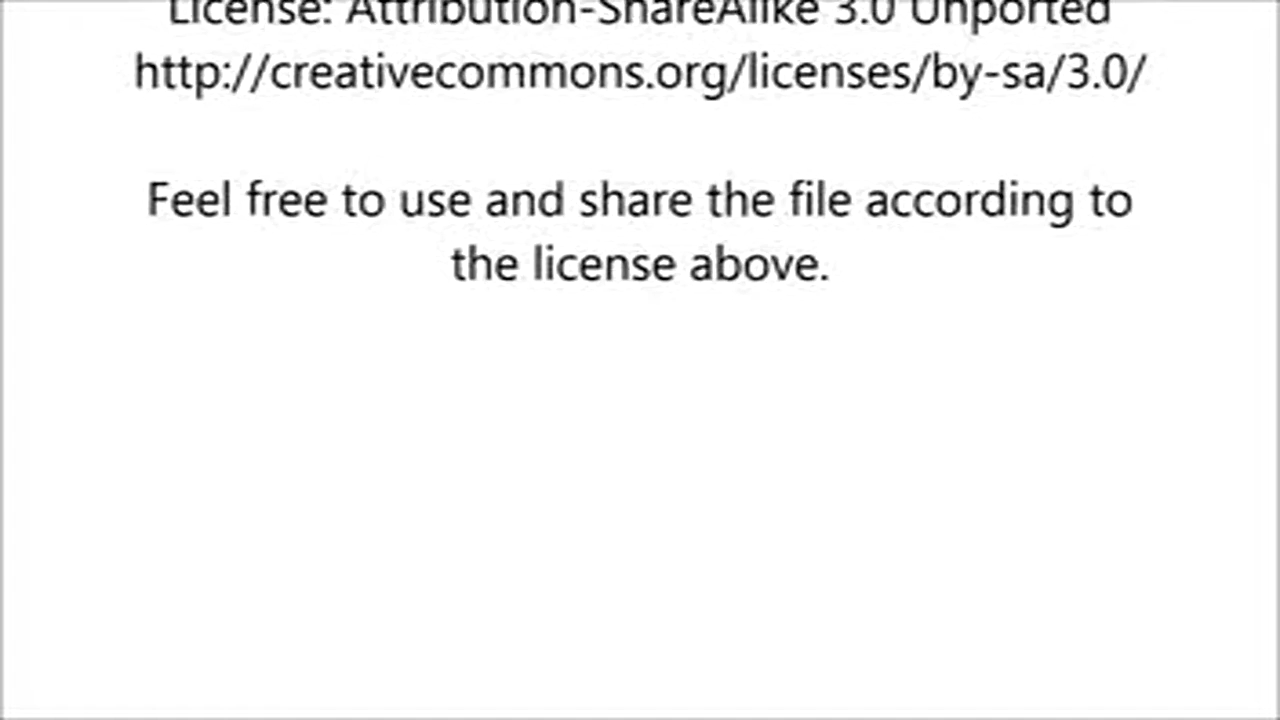 License: Attribution-ShareAlike 3.0 Unported
http://creativecommons.org/licenses/by-sa/3.0/
Feel free to use and share the file according to
the license above.